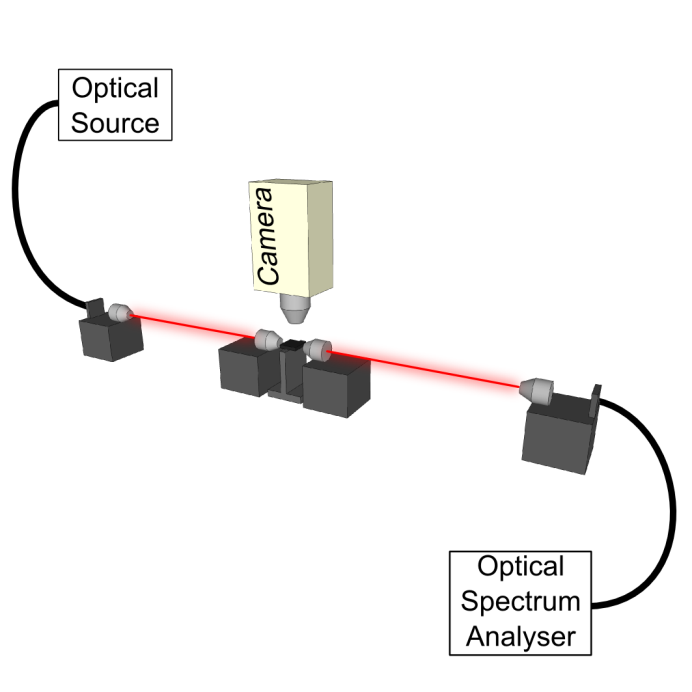 Optical
Source
Camera
Optical
Spectrum
Analyser